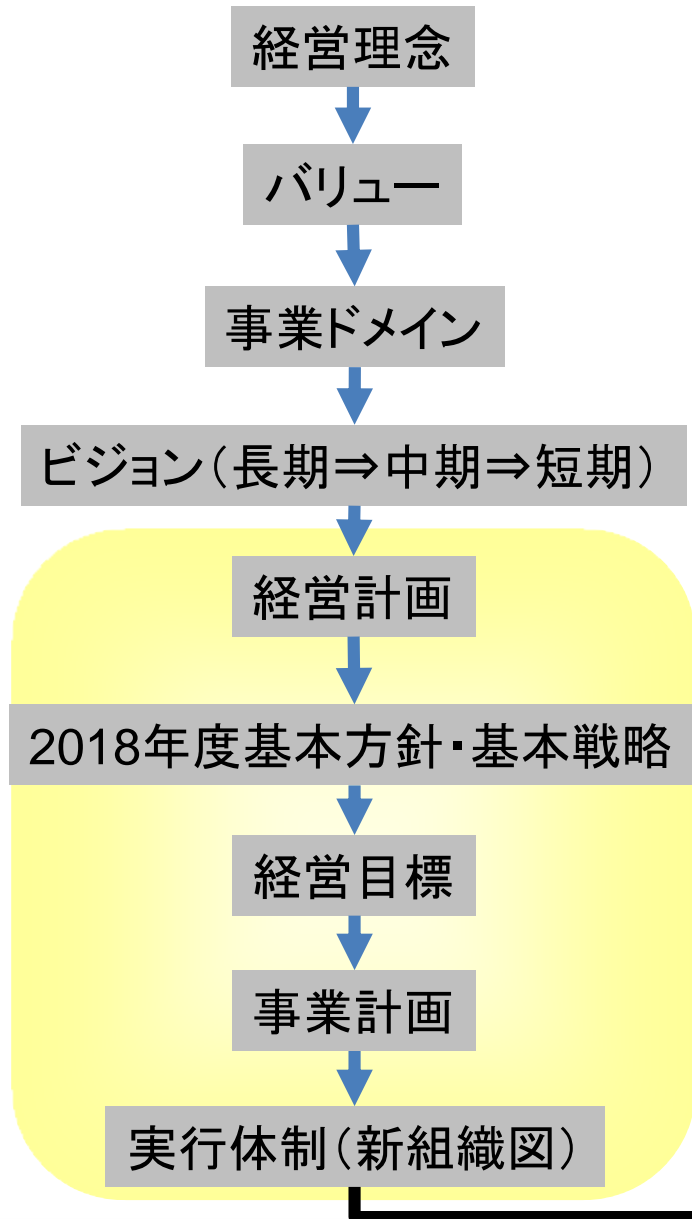 経営理念
バリュー
事業ドメイン
ビジョン（長期⇒中期⇒短期）
経営計画
2018年度基本方針・基本戦略
経営目標
事業計画
実行体制（新組織図）